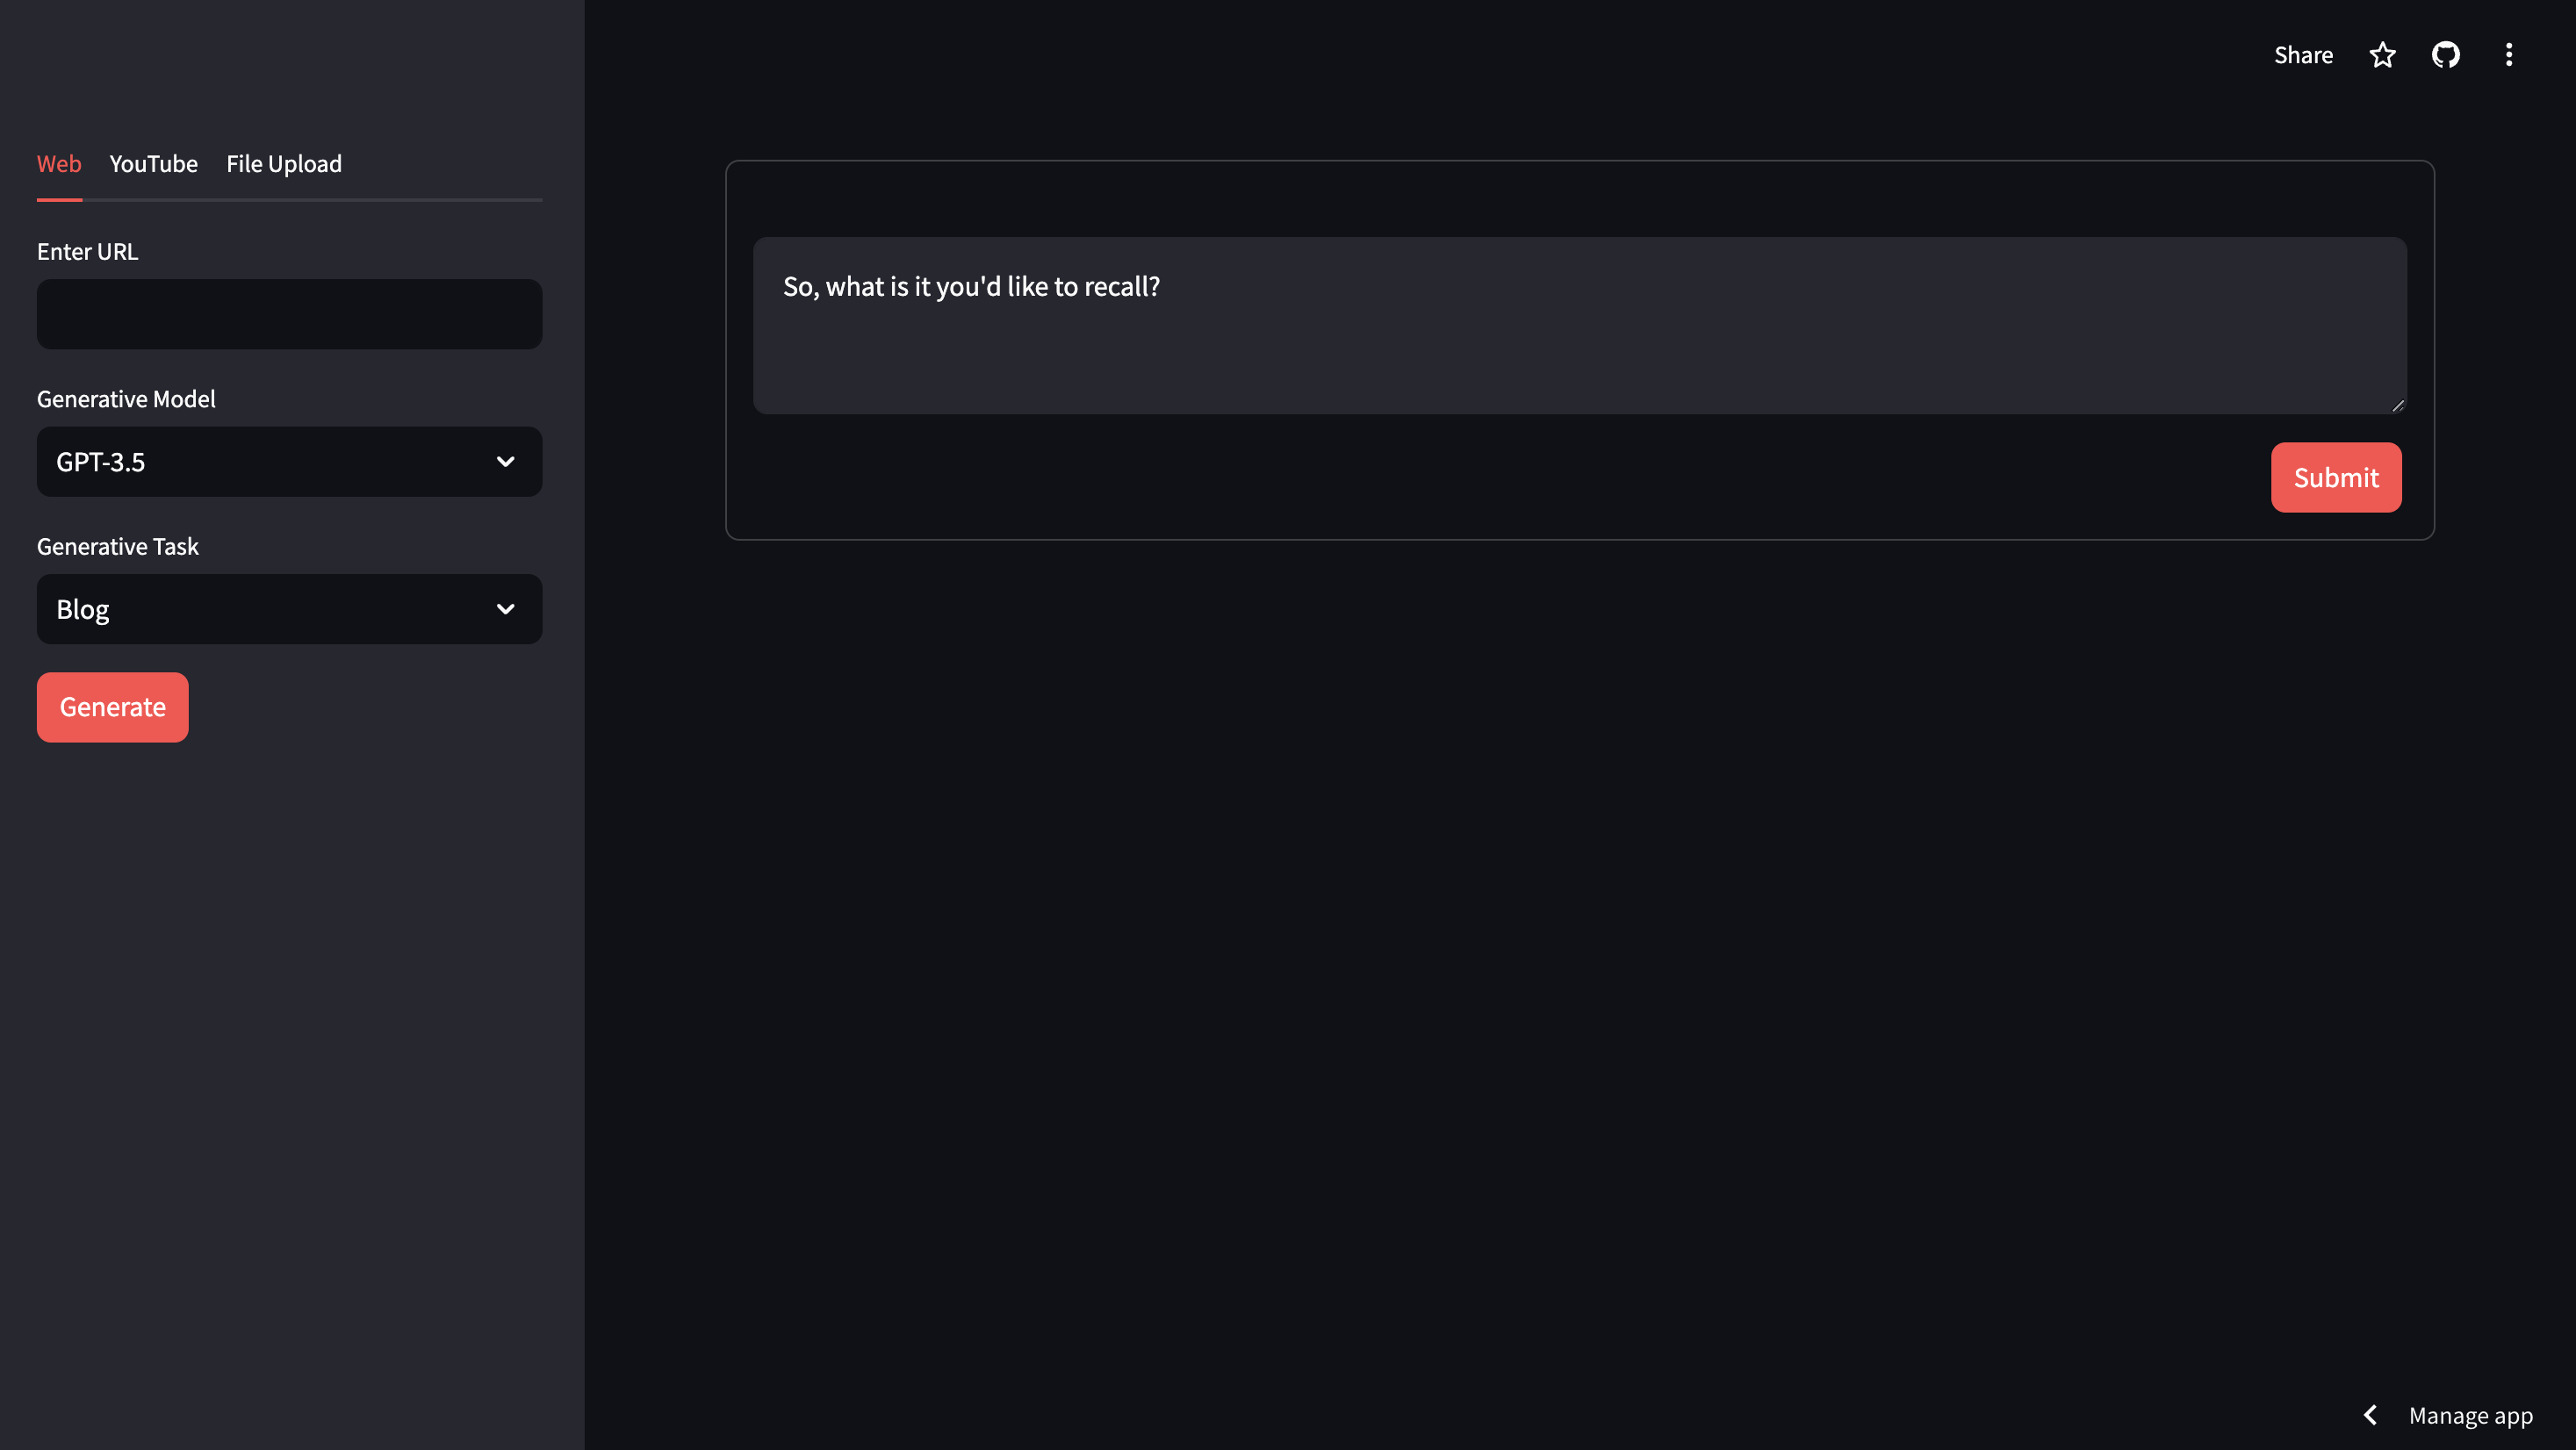 Share
Web YouTube File Upload
Enter URL
Generative Model
GPT-3.5
Generative Task
Blog
Generate
So, what is it you'd like to recall?
Submit
Manage app